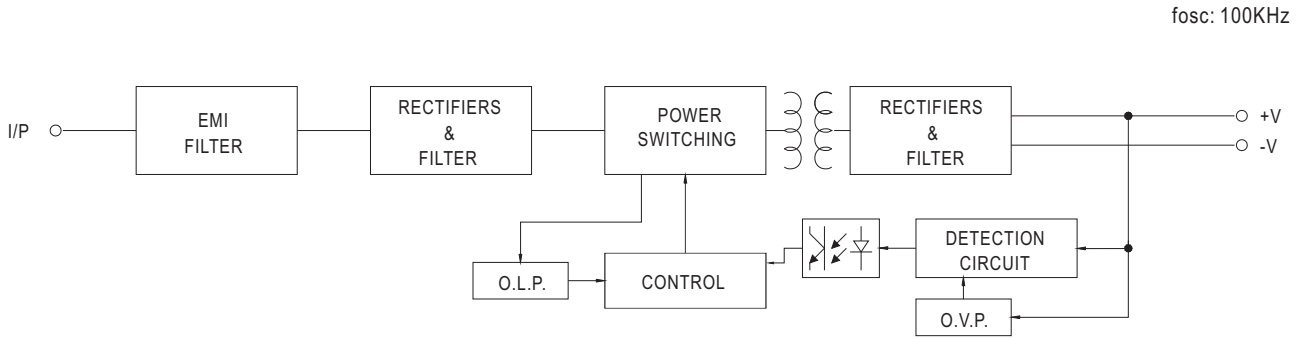 fosc: 100KHz
I/P
EMI
FILTER
RECTIFIERS
&
FILTER
POWER
SWITCHING
RECTIFIERS
&
FILTER
+V
-V
O.L.P.
CONTROL
DETECTION
CIRCUIT
O.V.P.